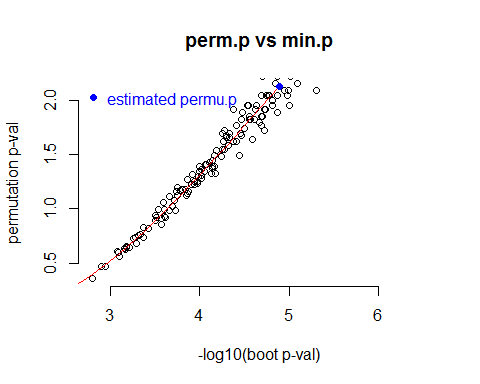 perm.p vs min.p
estimated permu.p
permutation p-val
2.0
1.5
1.0
0.5
3 4 5 6
-log10(boot p-val)